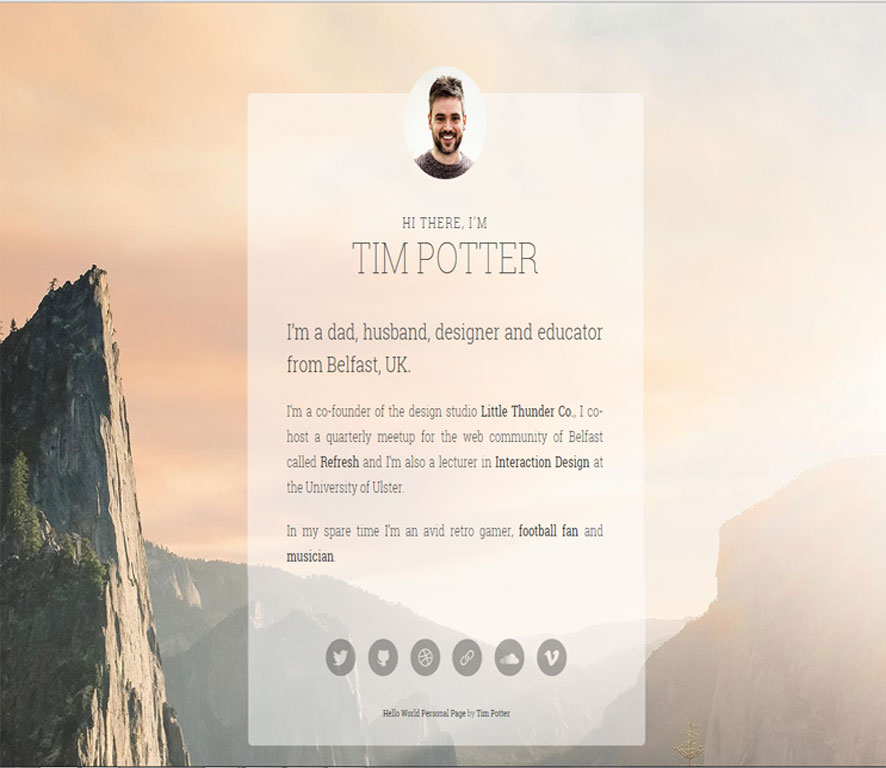 HI THERE, I'M
TIM POTTER
I'm a dad, husband, designer and educator
from Belfast, UK.
I'm a co-founder of the design studio Little Thunder Co., I co-
host a quarterly meetup for the web community of Belfast
called Refresh and I'm also a lecturer in Interaction Design at
the University of Ulster.
In my spare time I'm an avid retro gamer, football fan and
musician.
Hello World Personal Page by Tim Potter